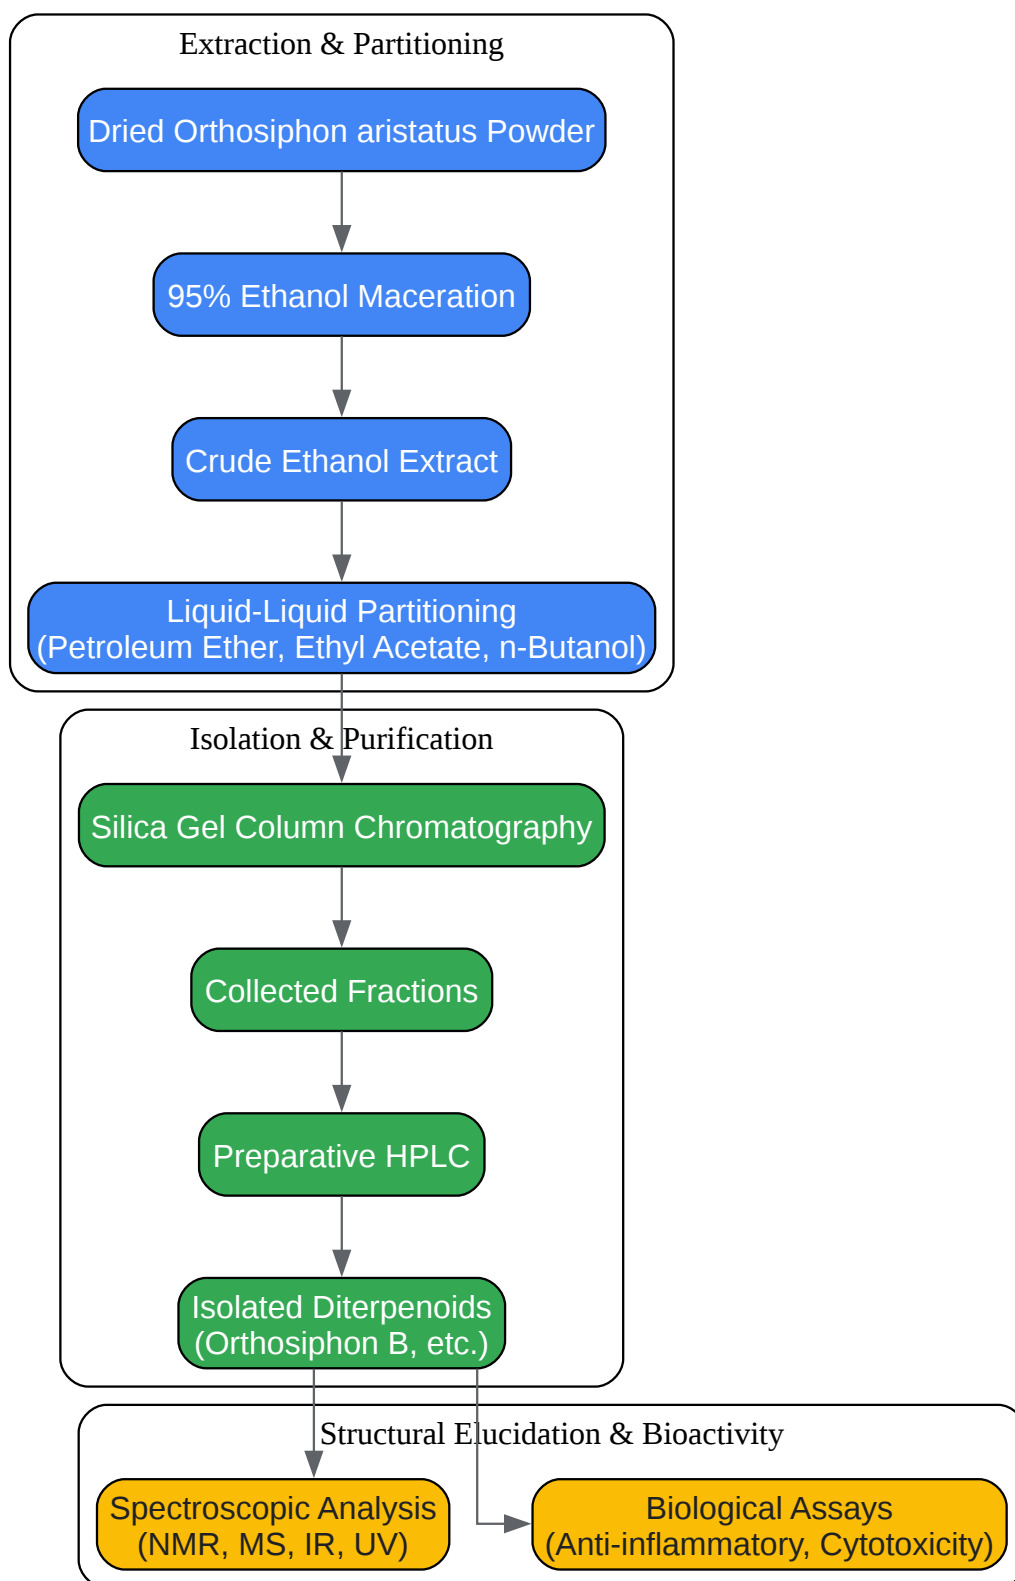 Extraction & Partitioning
Dried Orthosiphon aristatus Powder
95% Ethanol Maceration
Crude Ethanol Extract
Liquid-Liquid Partitioning
(Petroleum Ether, Ethyl Acetate, n-Butanol)
Isolation & Purification
Silica Gel Column Chromatography
Collected Fractions
Preparative HPLC
Isolated Diterpenoids
(Orthosiphon B, etc.)
Structural Elucidation & Bioactivity
Spectroscopic Analysis
(NMR, MS, IR, UV)
Biological Assays
(Anti-inflammatory, Cytotoxicity)